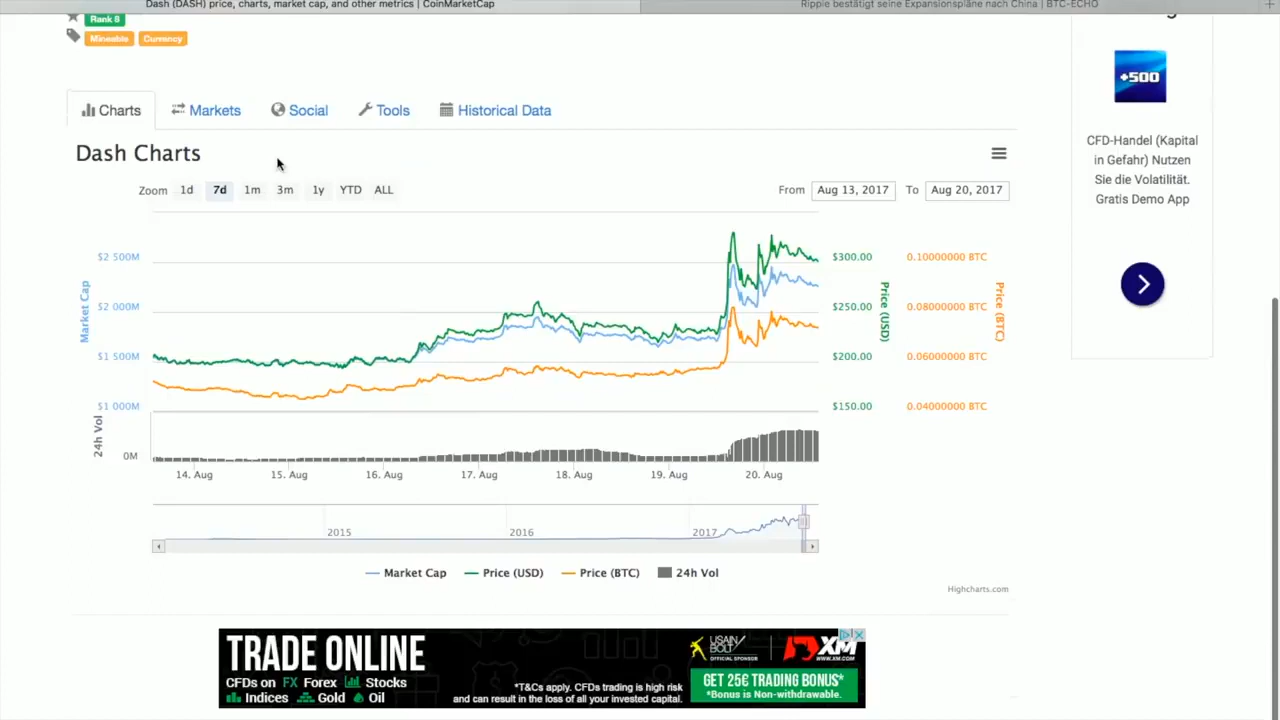 Dash (DASH) price, charts, market cap, and other metrics | CoinMarketCap
Ripple bestätigt seine Expansionspläne nach China | BTC-ECHO
Rank 8
Mineable Currency
Charts Markets Social Tools Historical Data
Dash Charts
Zoom 1d 7d 1m 3m 1y YTD ALL
From Aug 13, 2017 To Aug 20, 2017
$2 500M
$2 000M
$1 500M
$1 000M
Market Cap
0M
24h Vol
$300.00
$250.00
$200.00
$150.00
Price (USD)
0.10000000 BTC
0.08000000 BTC
0.06000000 BTC
0.04000000 BTC
Price (BTC)
14. Aug 15. Aug 16. Aug 17. Aug 18. Aug 19. Aug 20. Aug
2015 2016 2017
Market Cap Price (USD) Price (BTC) 24h Vol
Highcharts.com
+500
CFD-Handel (Kapital
in Gefahr) Nutzen
Sie die Volatilität.
Gratis Demo App
TRADE ONLINE
CFDs on FX Forex Stocks
Indices Gold Oil
*T&Cs apply. CFDs trading is high risk
and can result in the loss of all your invested capital.
USAIN
BOLT
OFFICIAL SPONSOR
XM
WWW.XM.COM
GET 25€ TRADING BONUS*
*Bonus is Non-withdrawable.